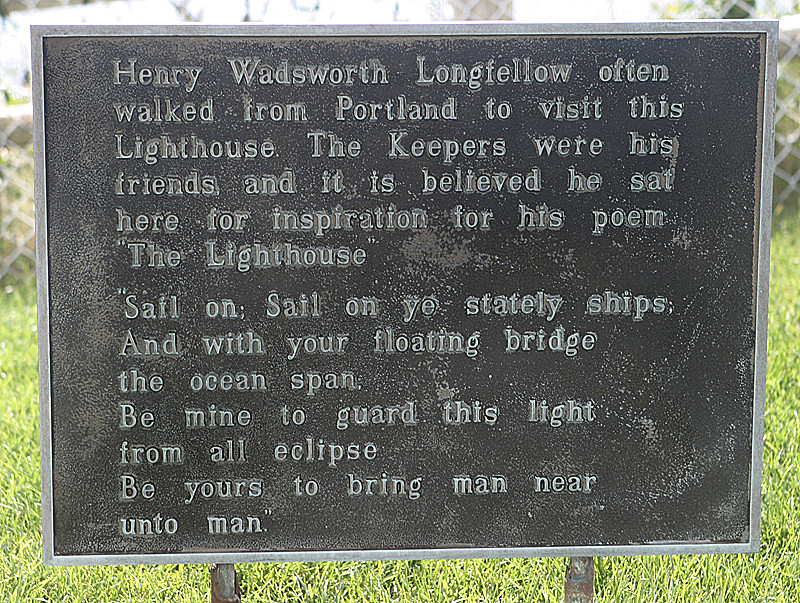 Henry Wadsworth Longfellow often
walked from Portland to visit this
Lighthouse. The Keepers were his
friends, and it is believed he sat
here for inspiration for his poem
"The Lighthouse"
"Sail on; Sail on ye stately ships;
And with your floating bridge
the ocean span;
Be mine to guard this light
from all eclipse
Be yours to bring man near
unto man."